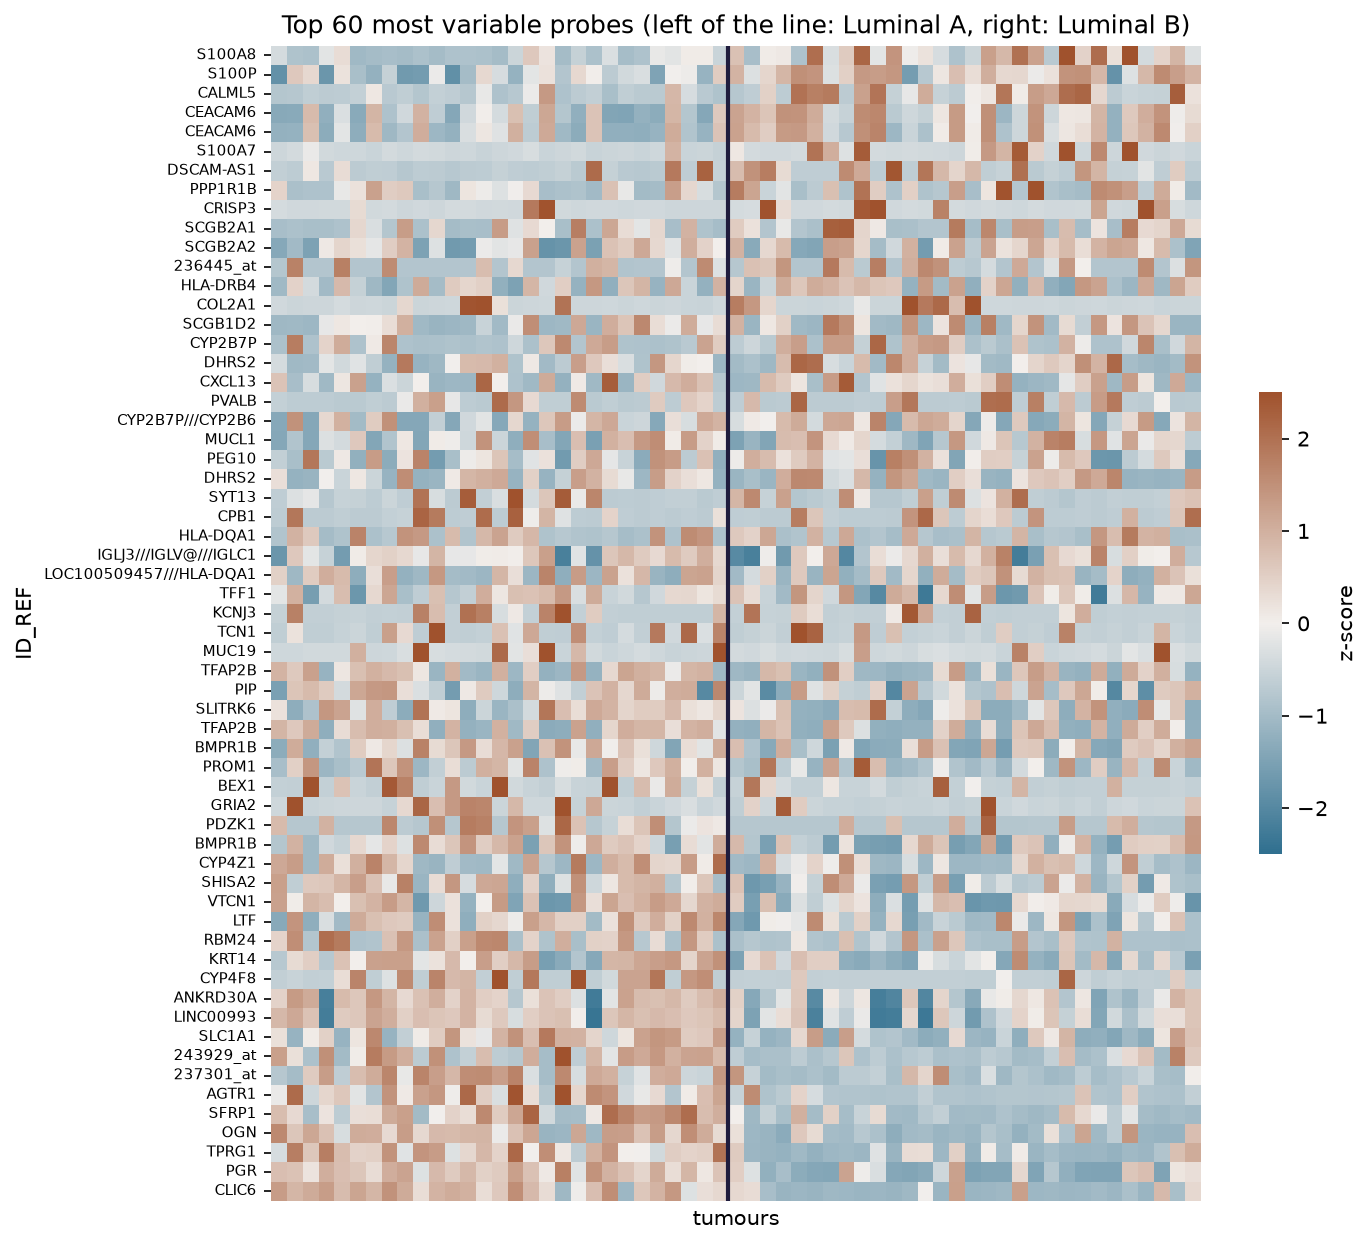 Top 60 most variable probes (left of the line: Luminal A, right: Luminal B)
S100A8
S100P
CALML5
CEACAM6
CEACAM6
S100A7
DSCAM-AS1
PPP1R1B
CRISP3
SCGB2A1
SCGB2A2
236445_at
HLA-DRB4
COL2A1
SCGB1D2
CYP2B7P
DHRS2
CXCL13
PVALB
CYP2B7P///CYP2B6
MUCL1
PEG10
DHRS2
SYT13
CPB1
HLA-DQA1
IGLJ3///IGLV@///IGLC1
LOC100509457///HLA-DQA1
TFF1
KCNJ3
TCN1
MUC19
TFAP2B
PIP
SLITRK6
TFAP2B
BMPR1B
PROM1
BEX1
GRIA2
PDZK1
BMPR1B
CYP4Z1
SHISA2
VTCN1
LTF
RBM24
KRT14
CYP4F8
ANKRD30A
LINC00993
SLC1A1
243929_at
237301_at
AGTR1
SFRP1
OGN
TPRG1
PGR
CLIC6
ID_REF
tumours
2
1
0
−1
−2
z-score